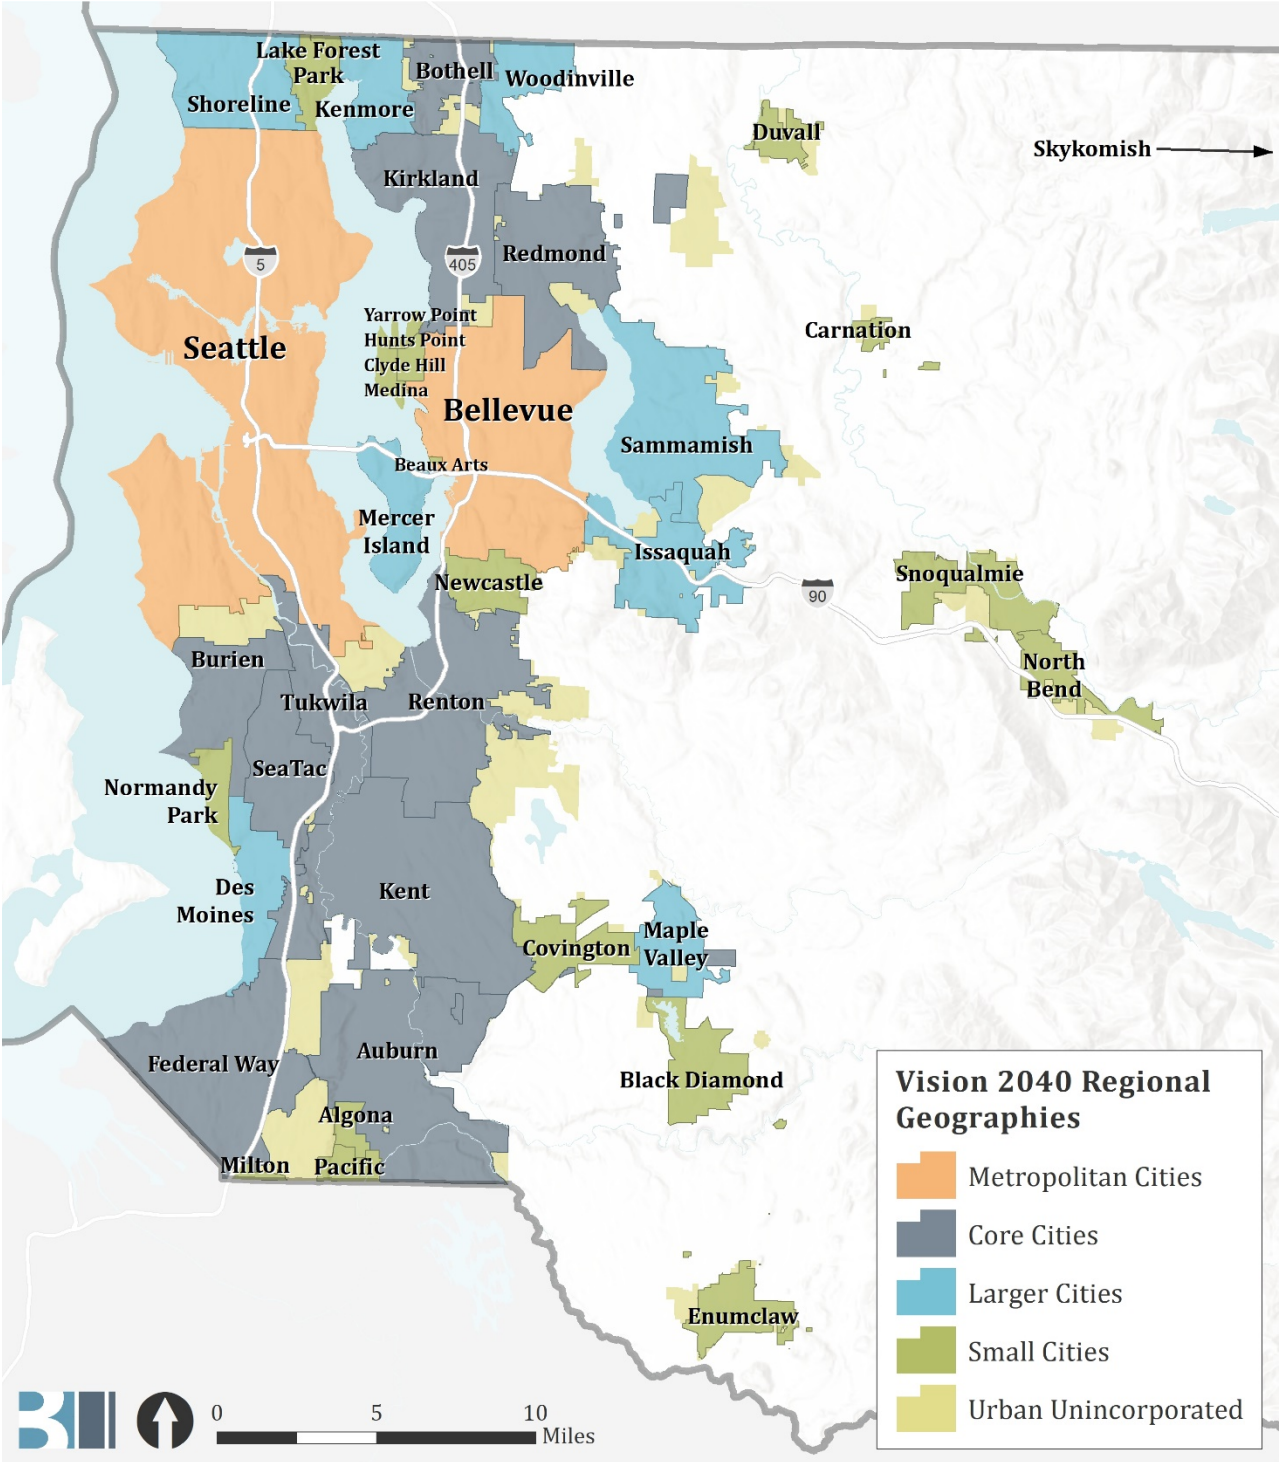 Lake Forest
Park
Bothell
Woodinville
Shoreline
Kenmore
Duvall
Skykomish
Kirkland
Redmond
5
405
Yarrow Point
Hunts Point
Clyde Hill
Medina
Carnation
Seattle
Bellevue
Sammamish
Beaux Arts
Mercer
Island
Issaquah
Newcastle
Snoqualmie
90
Burien
North
Bend
Tukwila
Renton
SeaTac
Normandy
Park
Kent
Des
Moines
Covington
Maple
Valley
Federal Way
Auburn
Black Diamond
Algona
Milton
Pacific
Enumclaw
Vision 2040 Regional
Geographies
Metropolitan Cities
Core Cities
Larger Cities
Small Cities
Urban Unincorporated
0 5 10
Miles